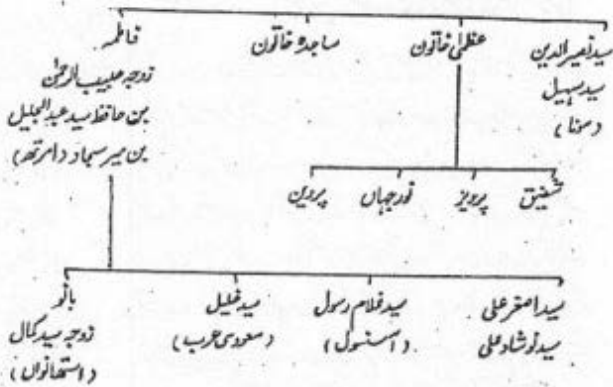 سید نصیر الدین عظمیٰ خاتون ساجدہ خاتون فاطمہ
سید سہیل زوجہ حبیب الرحمٰن
بن حافظ سید عبدالجلیل
بن میر سجاد (امرتھ)
شفیق پرویز نورجہاں پروین
سید اصغر علی سید غلام رسول سید خلیل بانو
سید نوشاد علی (آسنسول) (سعودی عرب) زوجہ سید کمال
(استھانواں)